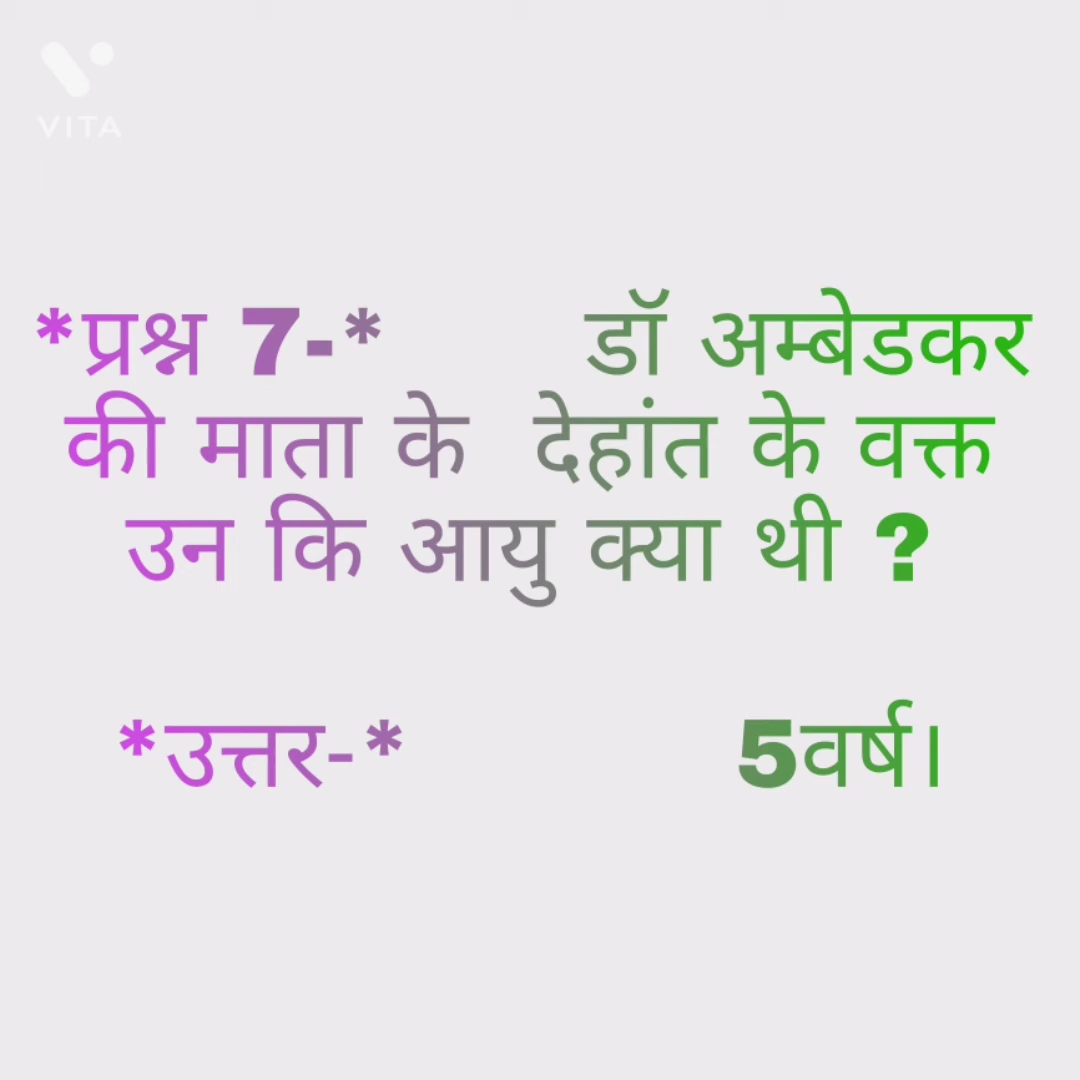 VITA
*प्रश्न 7-* डॉ अम्बेडकर
की माता के देहांत के वक्त
उन कि आयु क्या थी ?
*उत्तर-* 5वर्ष।